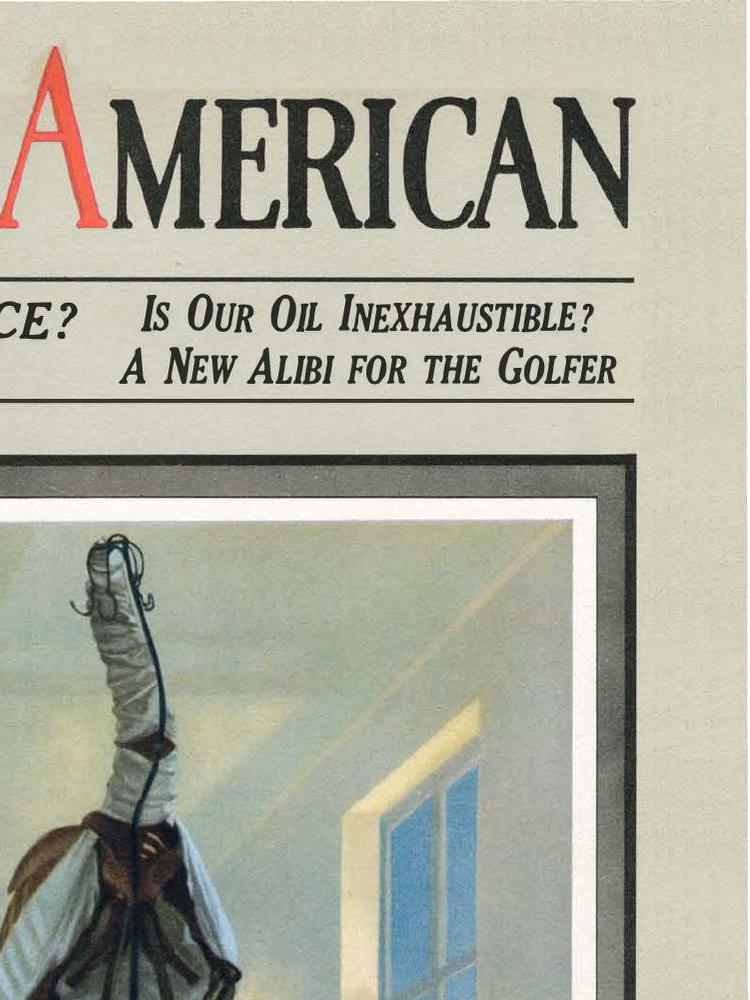 AMERICAN
CE?
IS OUR OIL INEXHAUSTIBLE?
A NEW ALIBI FOR THE GOLFER